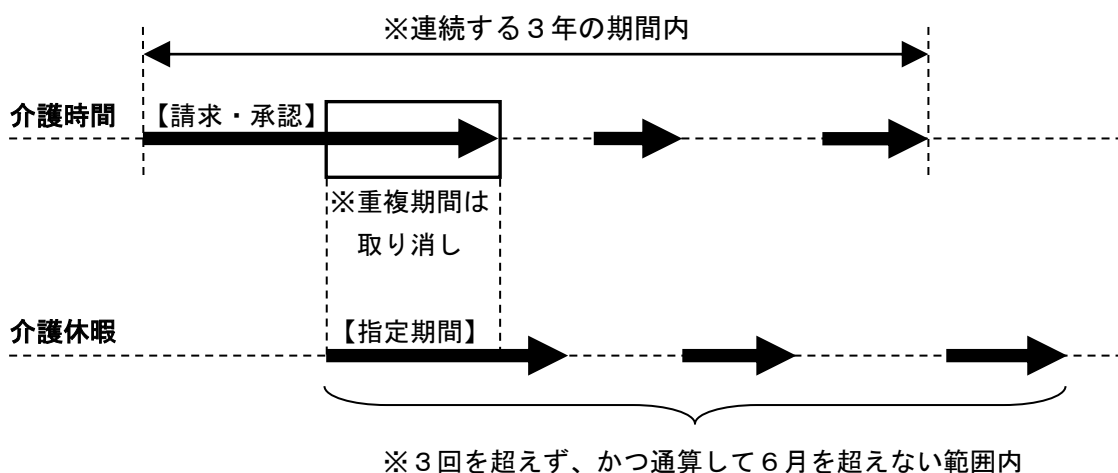 ※連続する３年の期間内
介護時間
【請求・承認】
※重複期間は
取り消し
介護休暇
【指定期間】
※３回を超えず、かつ通算して６月を超えない範囲内